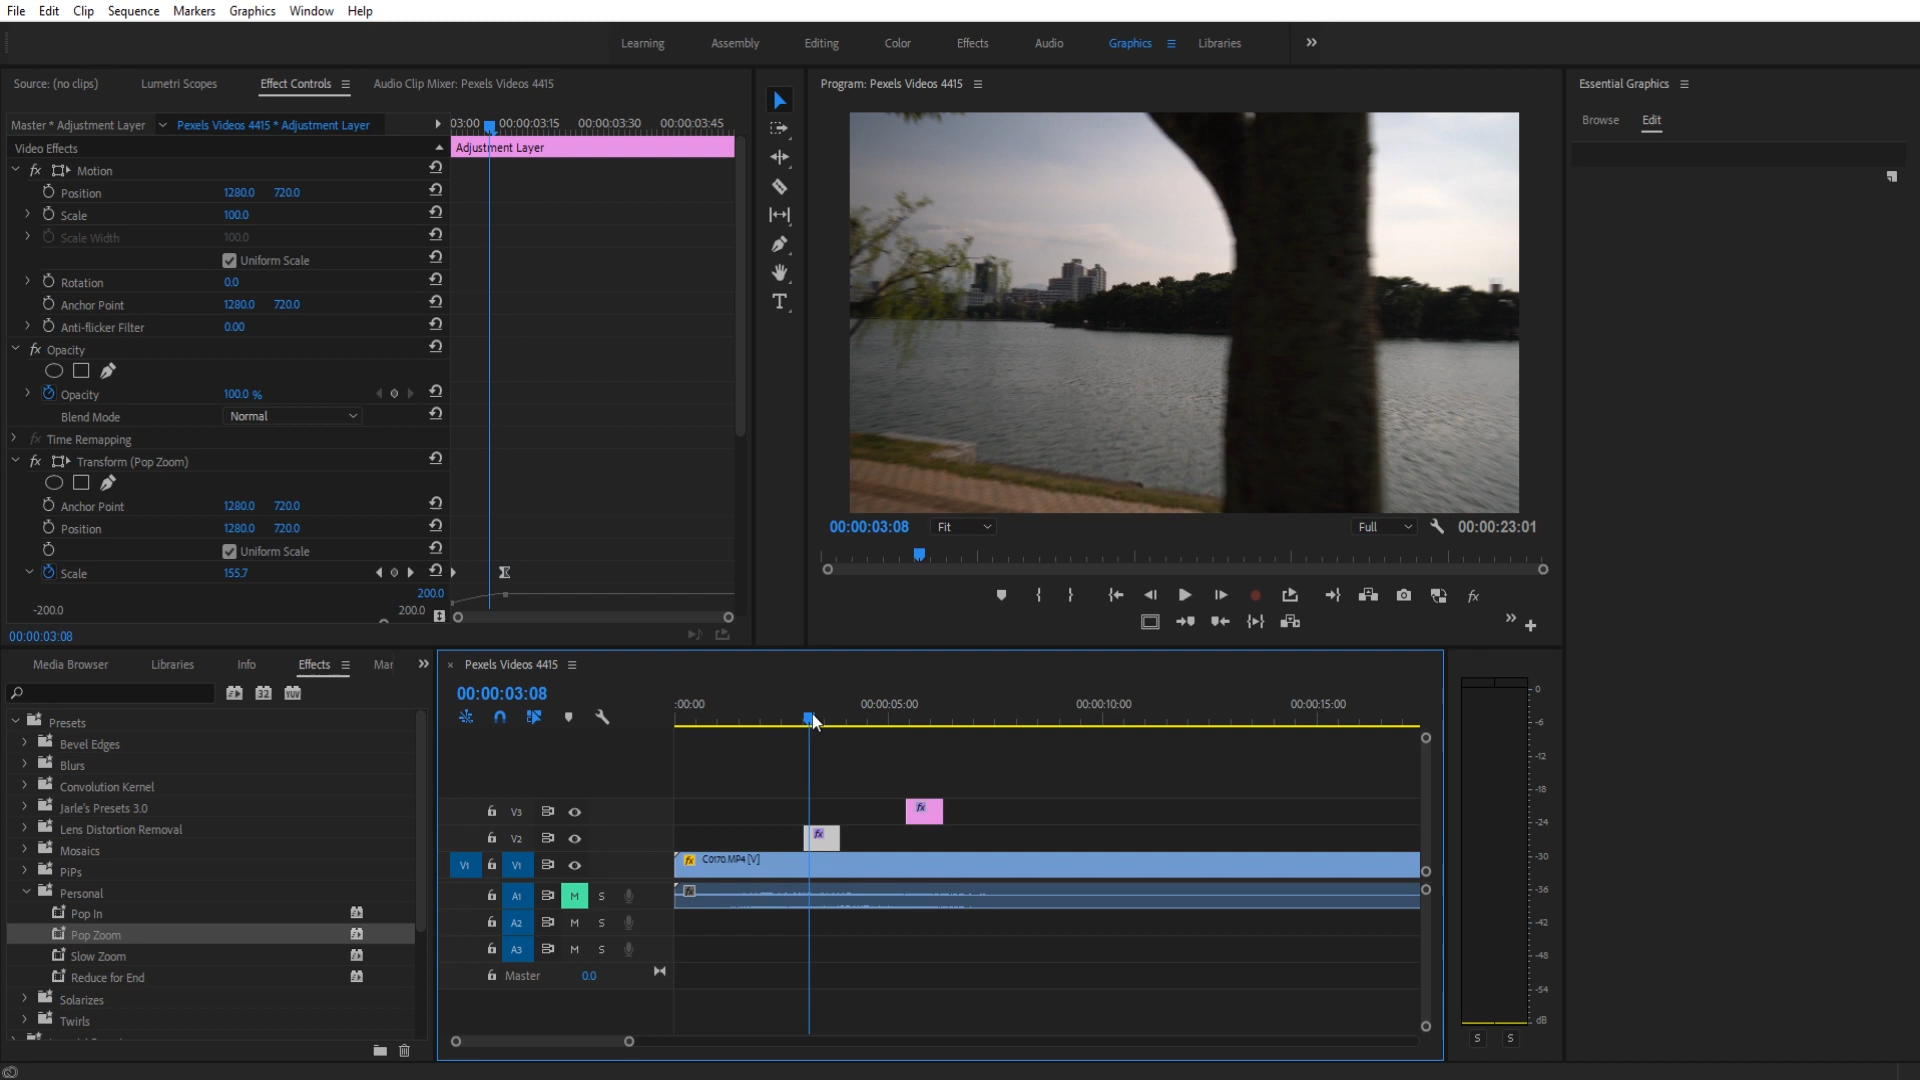 File Edit Clip Sequence Markers Graphics Window Help
Learning Assembly Editing Color Effects Audio Graphics Libraries
Source: (no clips) Lumetri Scopes Effect Controls Audio Clip Mixer: Pexels Videos 4415
Program: Pexels Videos 4415
Essential Graphics
Browse Edit
Master * Adjustment Layer Pexels Videos 4415 * Adjustment Layer
03:00 00:00:03:15 00:00:03:30 00:00:03:45
Video Effects
Adjustment Layer
fx Motion
Position 1280.0 720.0
Scale 100.0
Scale Width 100.0
Uniform Scale
Rotation 0.0
Anchor Point 1280.0 720.0
Anti-flicker Filter 0.00
fx Opacity
Opacity 100.0 %
Blend Mode Normal
fx Time Remapping
fx Transform (Pop Zoom)
Anchor Point 1280.0 720.0
Position 1280.0 720.0
Uniform Scale
Scale 155.7
200.0
-200.0 200.0
00:00:03:08
T
00:00:03:08 Fit Full 00:00:23:01
fx
Media Browser Libraries Info Effects Mar
32 YUV
Presets
Bevel Edges
Blurs
Convolution Kernel
Jarle's Presets 3.0
Lens Distortion Removal
Mosaics
PiPs
Personal
Pop In
Pop Zoom
Slow Zoom
Reduce for End
Solarizes
Twirls
× Pexels Videos 4415
00:00:03:08
:00:00 00:00:05:00 00:00:10:00 00:00:15:00
V3 fx
V2 fx
V1 V1 fx C0170.MP4 [V]
A1 M S fx
A2 M S
A3 M S
Master 0.0
0
-6
-12
-18
-24
-30
-36
-42
-48
-54
dB
S S